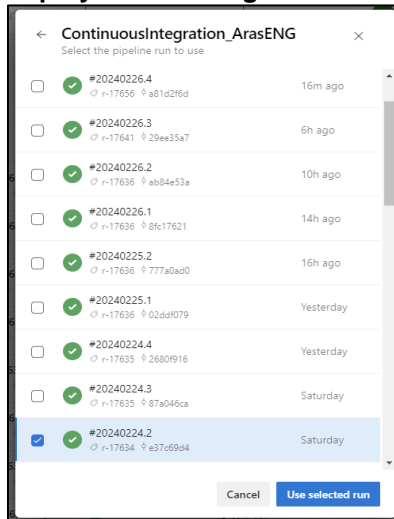 ContinuousIntegration_ArasENG
Select the pipeline run to use
#20240226.4
r-17656 a81d2f6d
16m ago
#20240226.3
r-17641 29ee35a7
6h ago
#20240226.2
r-17636 ab84e53a
10h ago
#20240226.1
r-17636 8fc17621
14h ago
#20240225.2
r-17636 777a0ad0
16h ago
#20240225.1
r-17636 02ddf079
Yesterday
#20240224.4
r-17635 2680f916
Yesterday
#20240224.3
r-17635 87a046ca
Saturday
#20240224.2
r-17634 e37c69d4
Saturday
Cancel
Use selected run